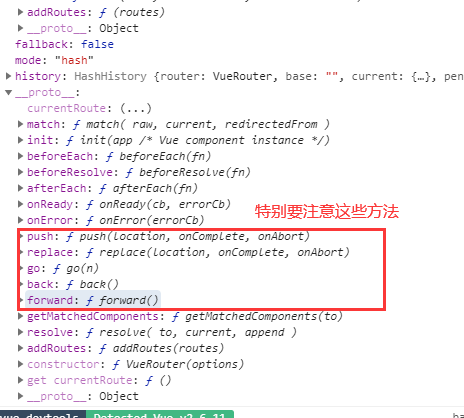 addRoutes: ƒ (routes)
__proto__: Object
fallback: false
mode: "hash"
history: HashHistory {router: VueRouter, base: "", current: {…}, pen
__proto__:
currentRoute: (...)
match: ƒ match( raw, current, redirectedFrom )
init: ƒ init(app /* Vue component instance */)
beforeEach: ƒ beforeEach(fn)
beforeResolve: ƒ beforeResolve(fn)
afterEach: ƒ afterEach(fn)
onReady: ƒ onReady(cb, errorCb)
onError: ƒ onError(errorCb)
特别要注意这些方法
push: ƒ push(location, onComplete, onAbort)
replace: ƒ replace(location, onComplete, onAbort)
go: ƒ go(n)
back: ƒ back()
forward: ƒ forward()
getMatchedComponents: ƒ getMatchedComponents(to)
resolve: ƒ resolve( to, current, append )
addRoutes: ƒ addRoutes(routes)
constructor: ƒ VueRouter(options)
get currentRoute: ƒ ()
__proto__: Object
vue-devtools Detected Vue v2.6.11